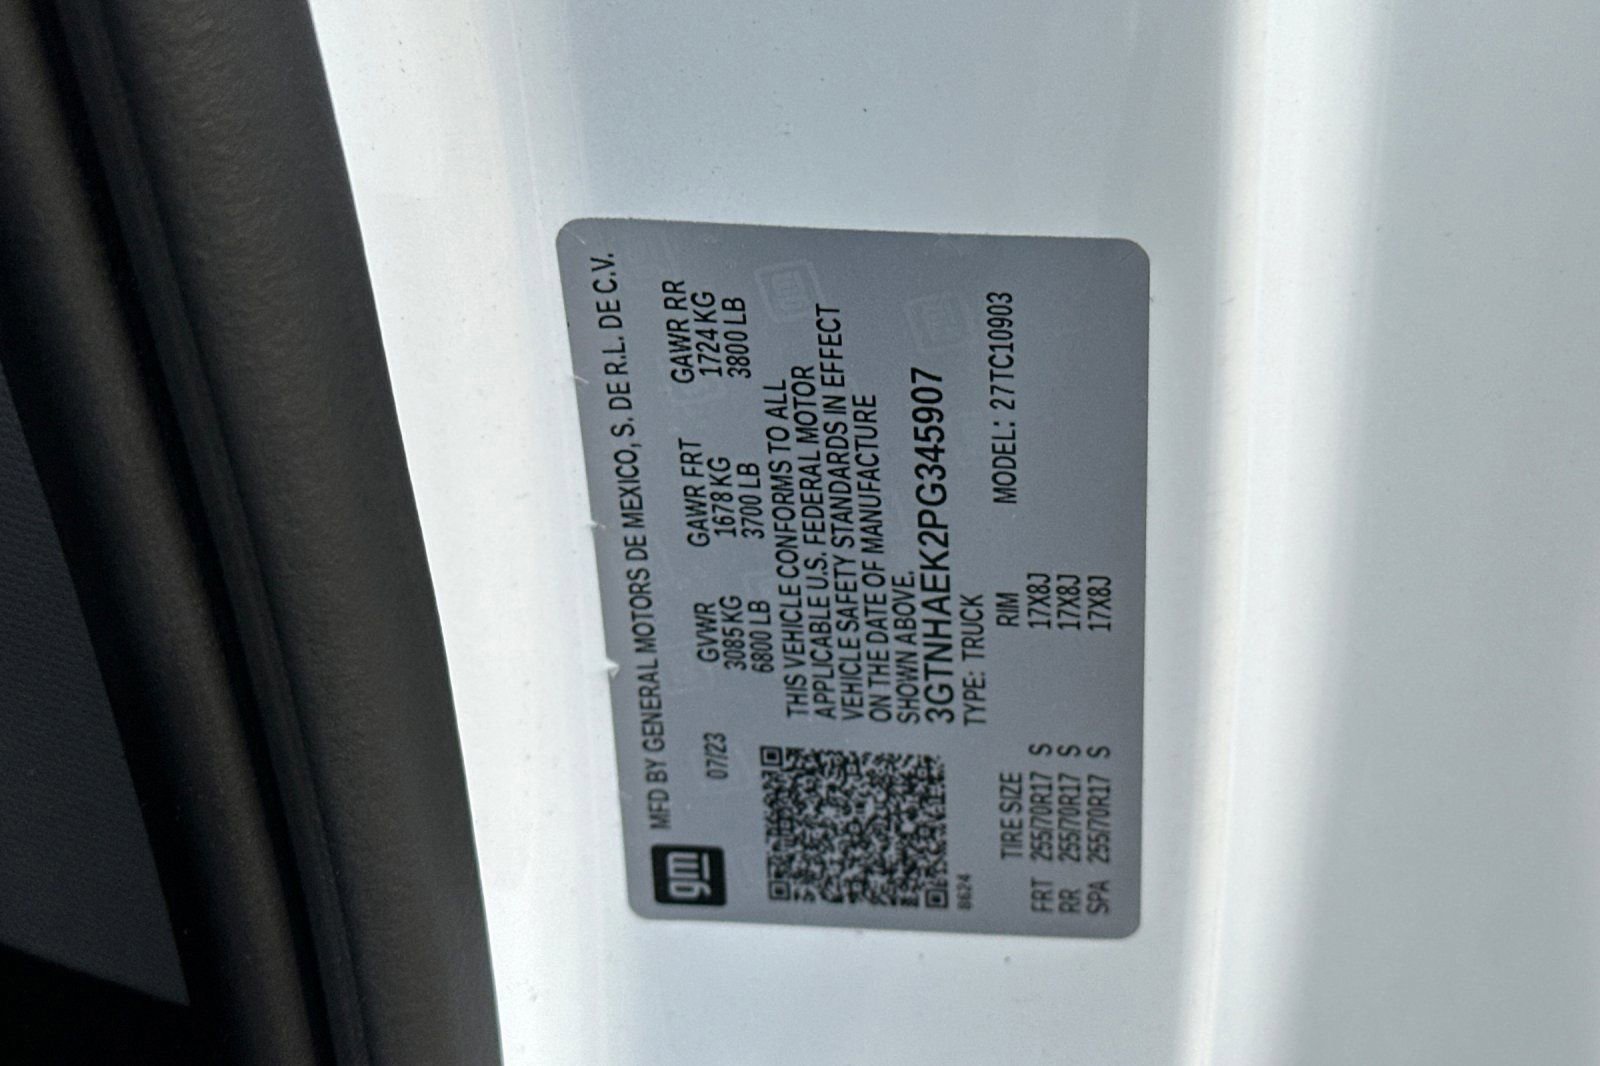 gm MFD BY GENERAL MOTORS DE MEXICO, S. DE R.L. DE C.V.
07/23 GVWR GAWR FRT GAWR RR
3085 KG 1678 KG 1724 KG
6800 LB 3700 LB 3800 LB
THIS VEHICLE CONFORMS TO ALL
APPLICABLE U.S. FEDERAL MOTOR
VEHICLE SAFETY STANDARDS IN EFFECT
ON THE DATE OF MANUFACTURE
SHOWN ABOVE.
3GTNHAEK2PG345907
8624 TYPE: TRUCK MODEL: 27TC10903
TIRE SIZE RIM
FRT 255/70R17 S 17X8J
RR 255/70R17 S 17X8J
SPA 255/70R17 S 17X8J